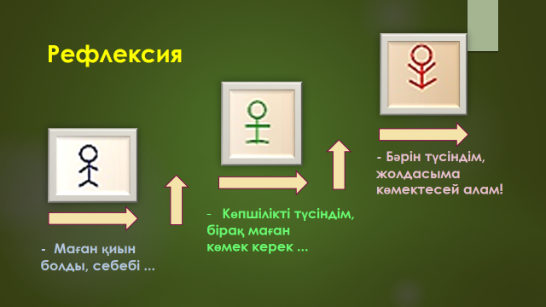 Рефлексия
- Маған қиын
болды, себебі ...
- Көпшілікті түсіндім,
бірақ маған
көмек керек ...
- Бәрін түсіндім,
жолдасыма
көмектесей алам!